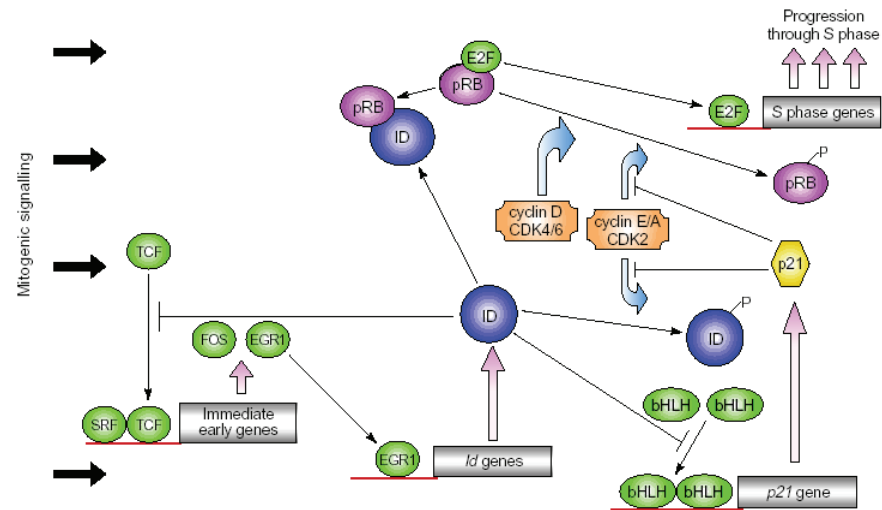 Progression
through S phase
E2F
pRB
pRB
ID
E2F
S phase genes
P
pRB
cyclin D
CDK4/6
cyclin E/A
CDK2
p21
Mitogenic signalling
TCF
ID
P
ID
FOS
EGR1
bHLH
bHLH
SRF
TCF
Immediate
early genes
EGR1
Id genes
bHLH
bHLH
p21 gene